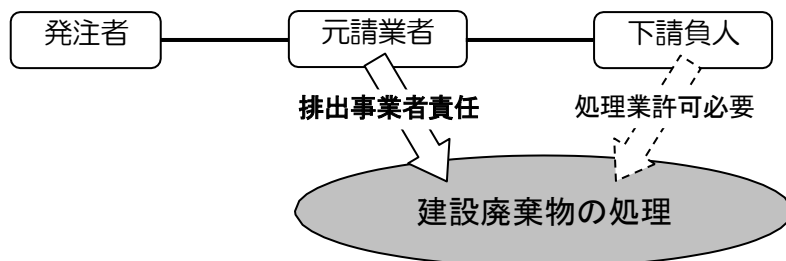 発注者
元請業者
下請負人
排出事業者責任
処理業許可必要
建設廃棄物の処理